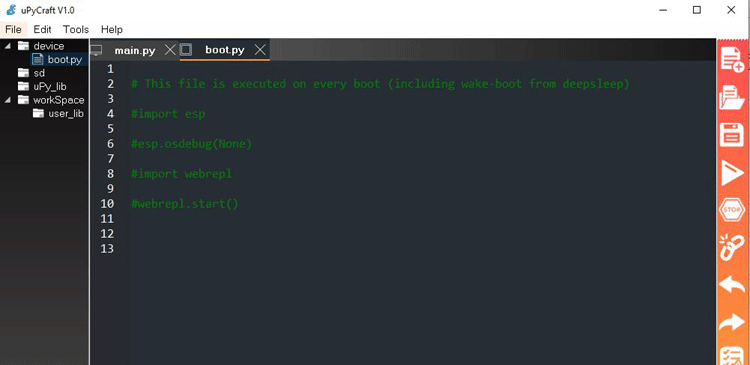 uPyCraft V1.0
File Edit Tools Help
device
boot.py
sd
uPy_lib
workSpace
user_lib
main.py boot.py
1
2 # This file is executed on every boot (including wake-boot from deepsleep)
3
4 #import esp
5
6 #esp.osdebug(None)
7
8 #import webrepl
9
10 #webrepl.start()
11
12
13
STOP